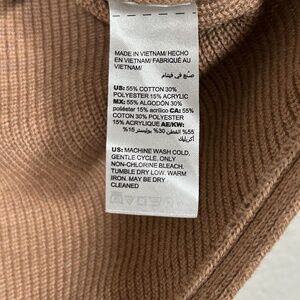 MADE IN VIETNAM/ HECHO
EN VIETNAM/ FABRIQUÉ AU
VIETNAM/
صنع في فيتنام
US: 55% COTTON 30%
POLYESTER 15% ACRYLIC
MX: 55% ALGODÓN 30%
poliéster 15% acrílico CA: 55%
COTON 30% POLYESTER
15% ACRYLIQUE AE/KW:
55% القطن 30% بوليستر 15%
أكريليك
US: MACHINE WASH COLD,
GENTLE CYCLE. ONLY
NON-CHLORINE BLEACH.
TUMBLE DRY LOW. WARM
IRON. MAY BE DRY
CLEANED